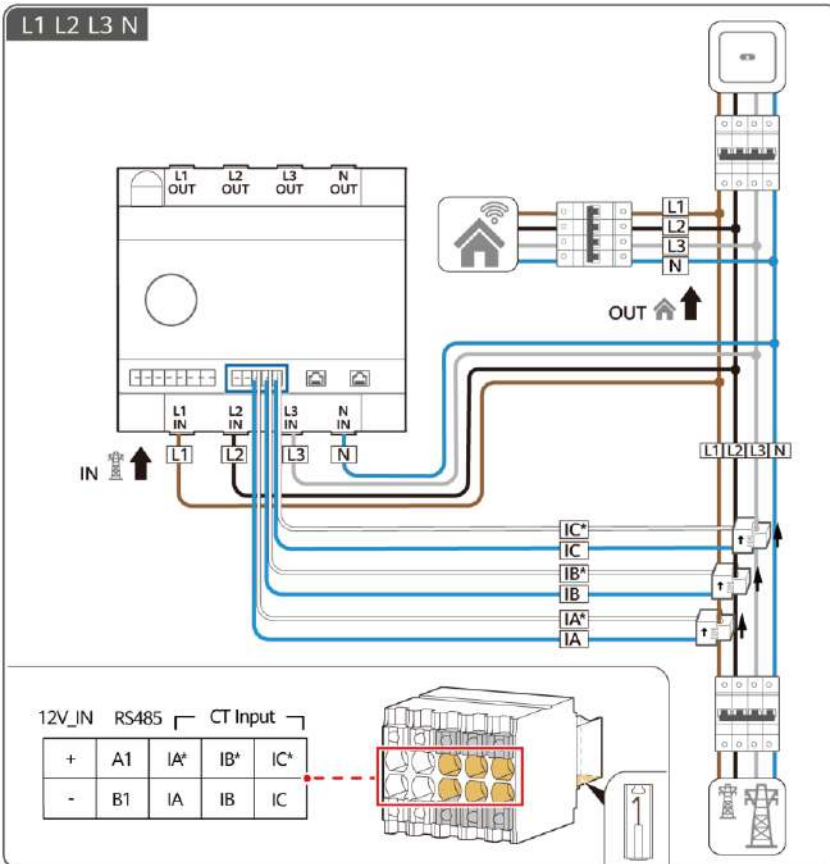 L1 L2 L3 N
L1 OUT
L2 OUT
L3 OUT
N OUT
L1
L2
L3
N
OUT
L1 IN
L2 IN
L3 IN
N IN
IN
L1
L2
L3
N
L1 L2 L3 N
IC*
IC
IB*
IB
IA*
IA
12V_IN RS485 CT Input
+ A1 IA* IB* IC*
- B1 IA IB IC
1